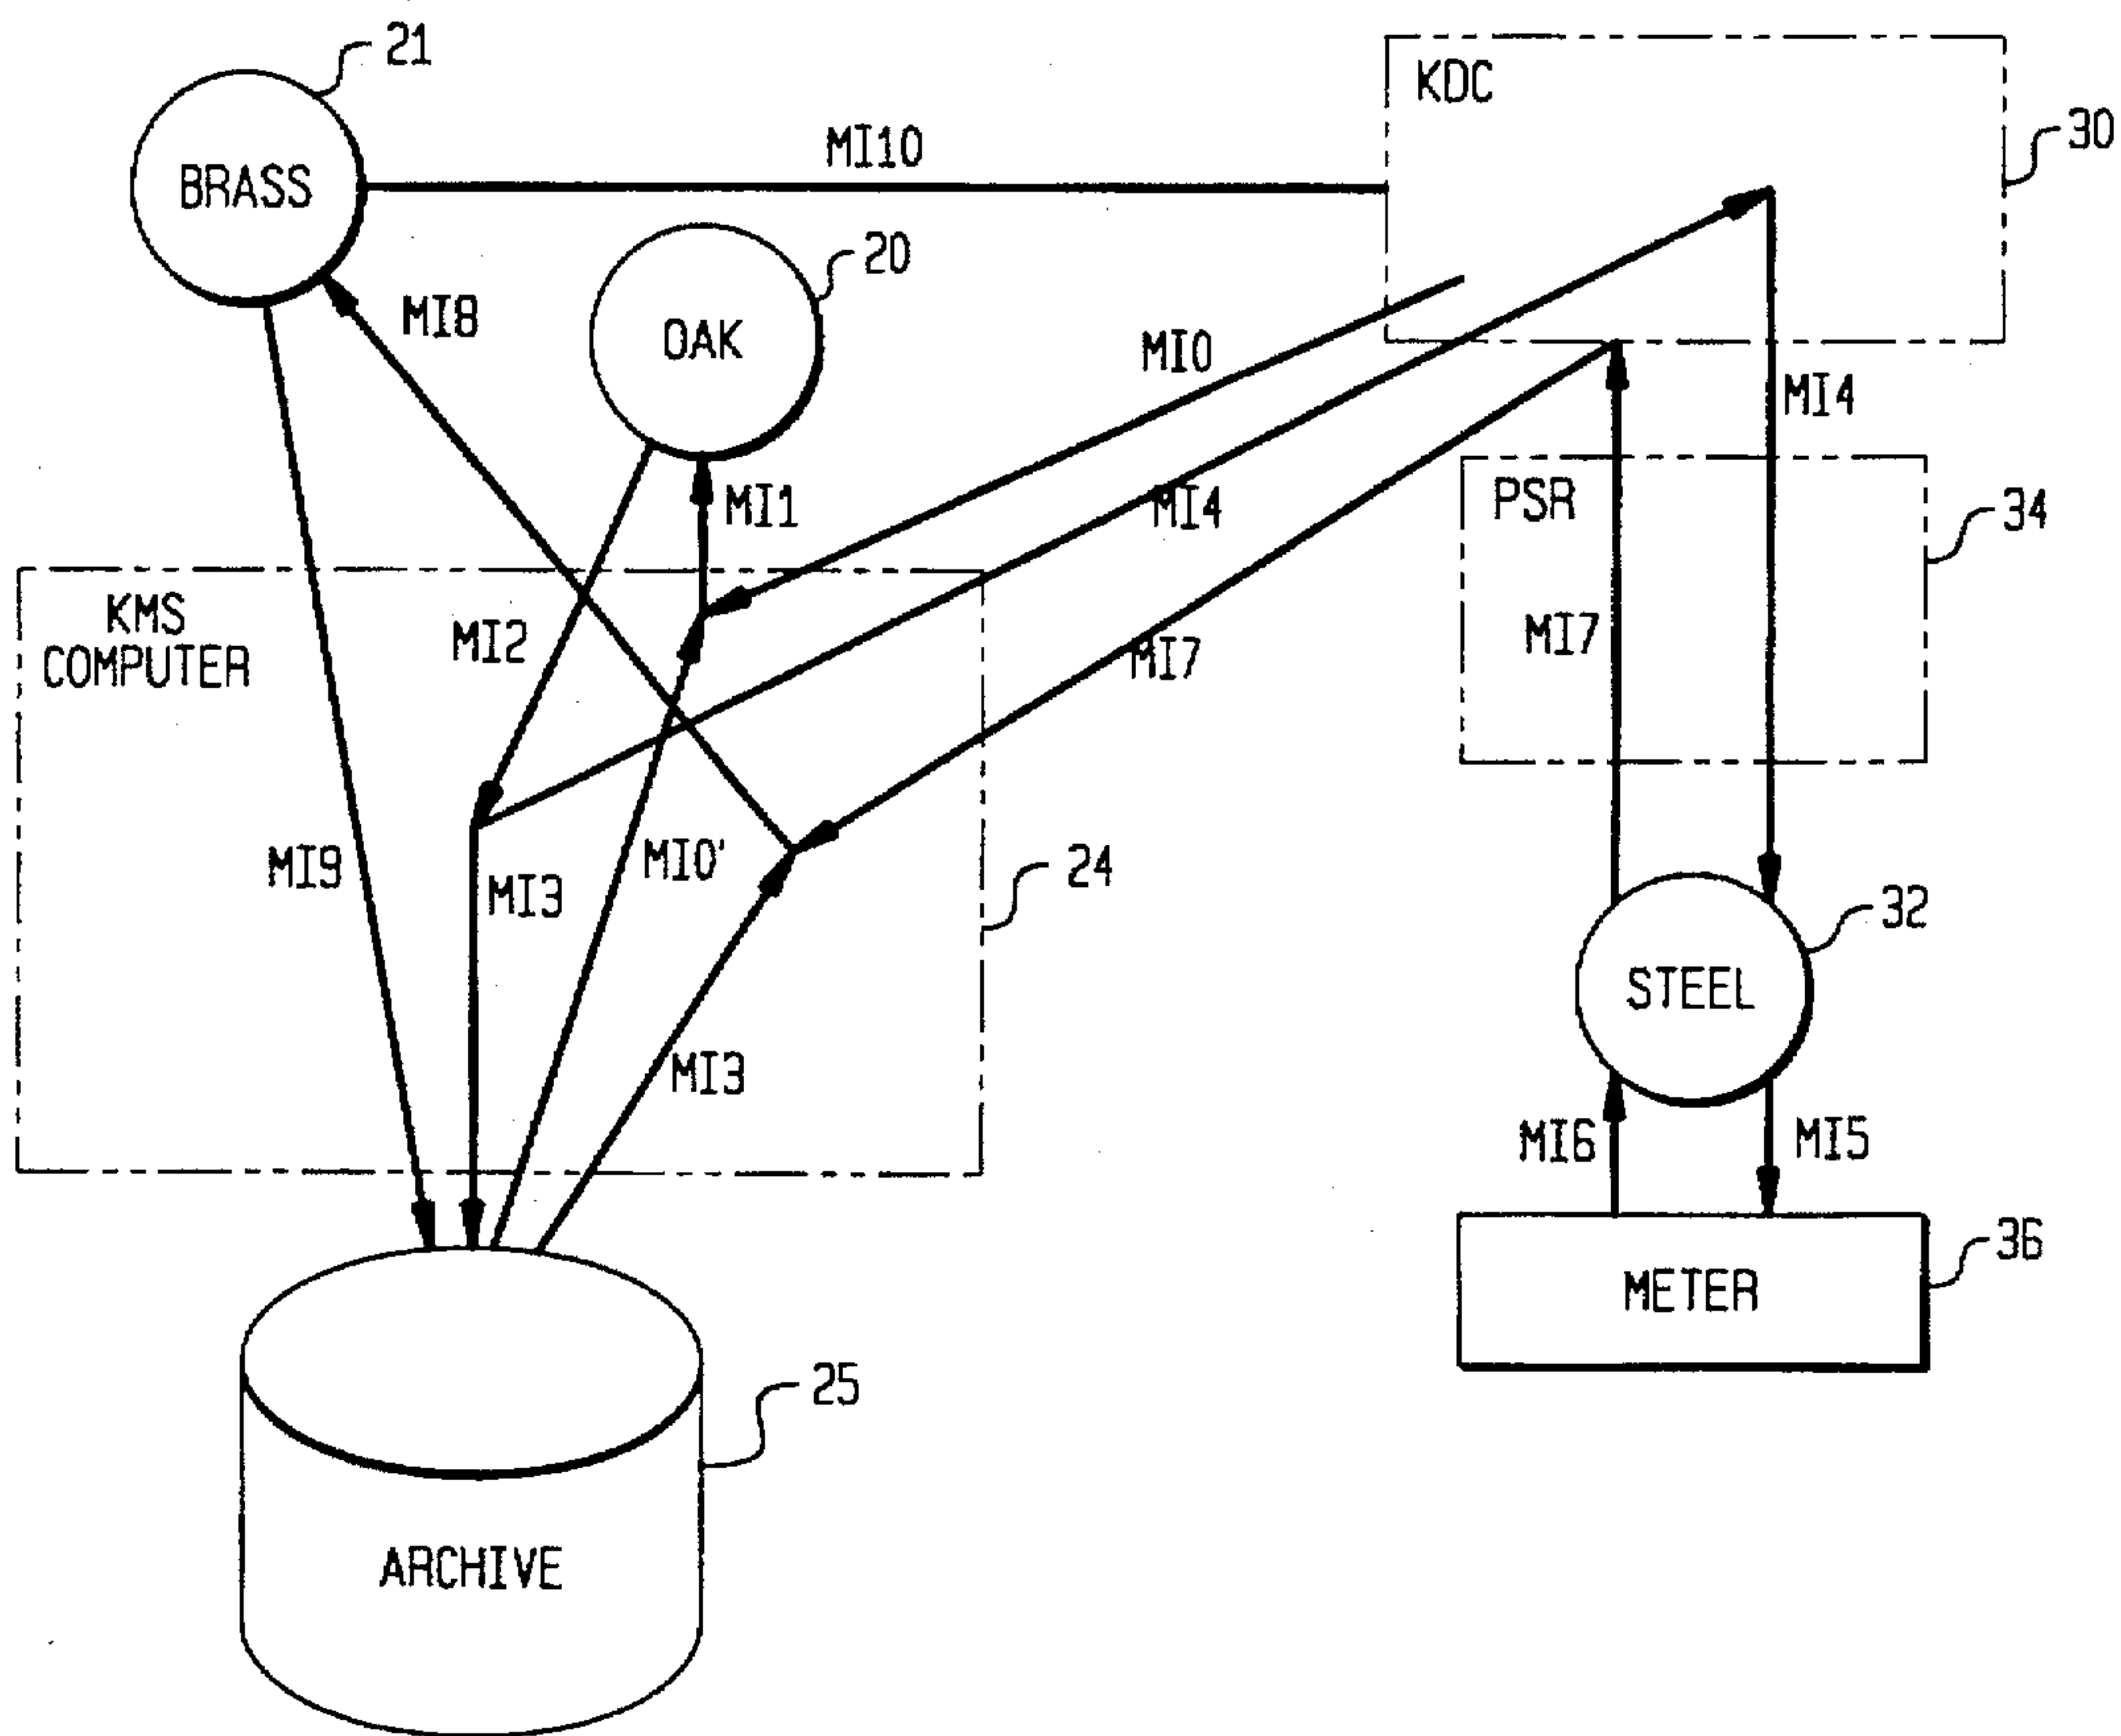 21
KDC
30
MI10
BRASS
20
MI8
OAK
MI0
MI4
MI1
MI4
PSR
34
KMS
COMPUTER
MI2
MI7
MI7
MI9
MI3
MI0'
24
32
STEEL
MI3
MI6
MI5
36
METER
25
ARCHIVE